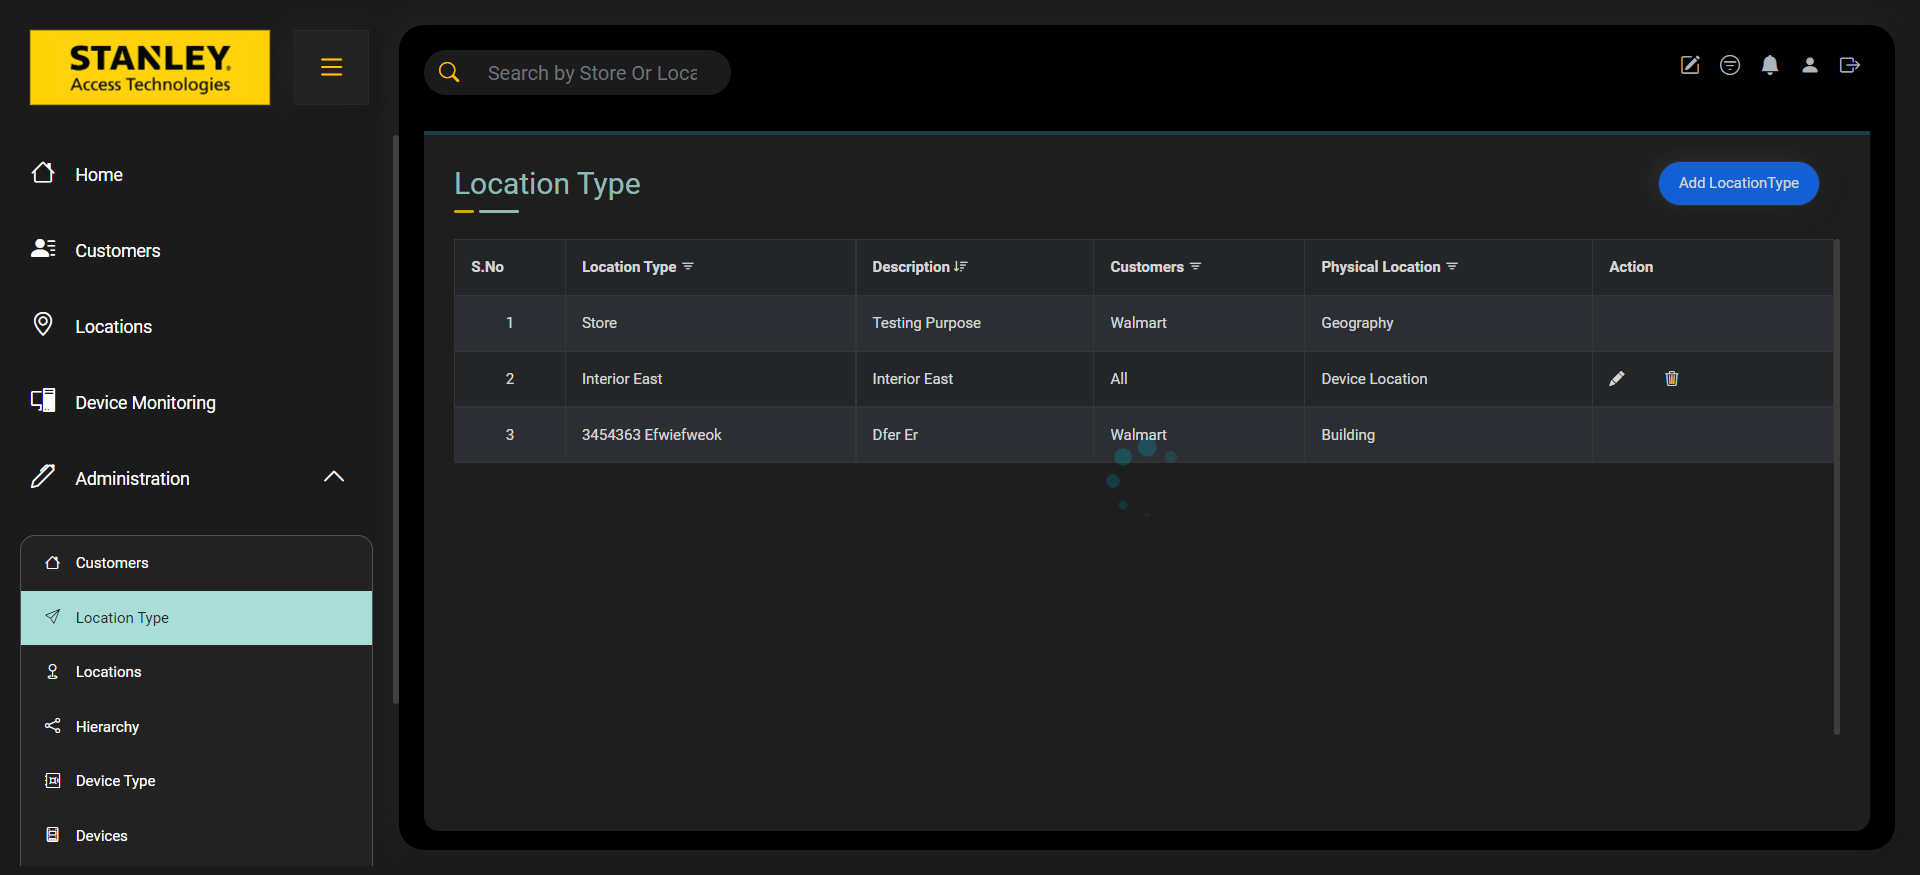 STANLEY.
Access Technologies
Search by Store Or Loca
Home
Customers
Locations
Device Monitoring
Administration
Customers
Location Type
Locations
Hierarchy
Device Type
Devices
Location Type
Add LocationType
S.No Location Type Description Customers Physical Location Action
1 Store Testing Purpose Walmart Geography
2 Interior East Interior East All Device Location
3 3454363 Efwiefweok Dfer Er Walmart Building